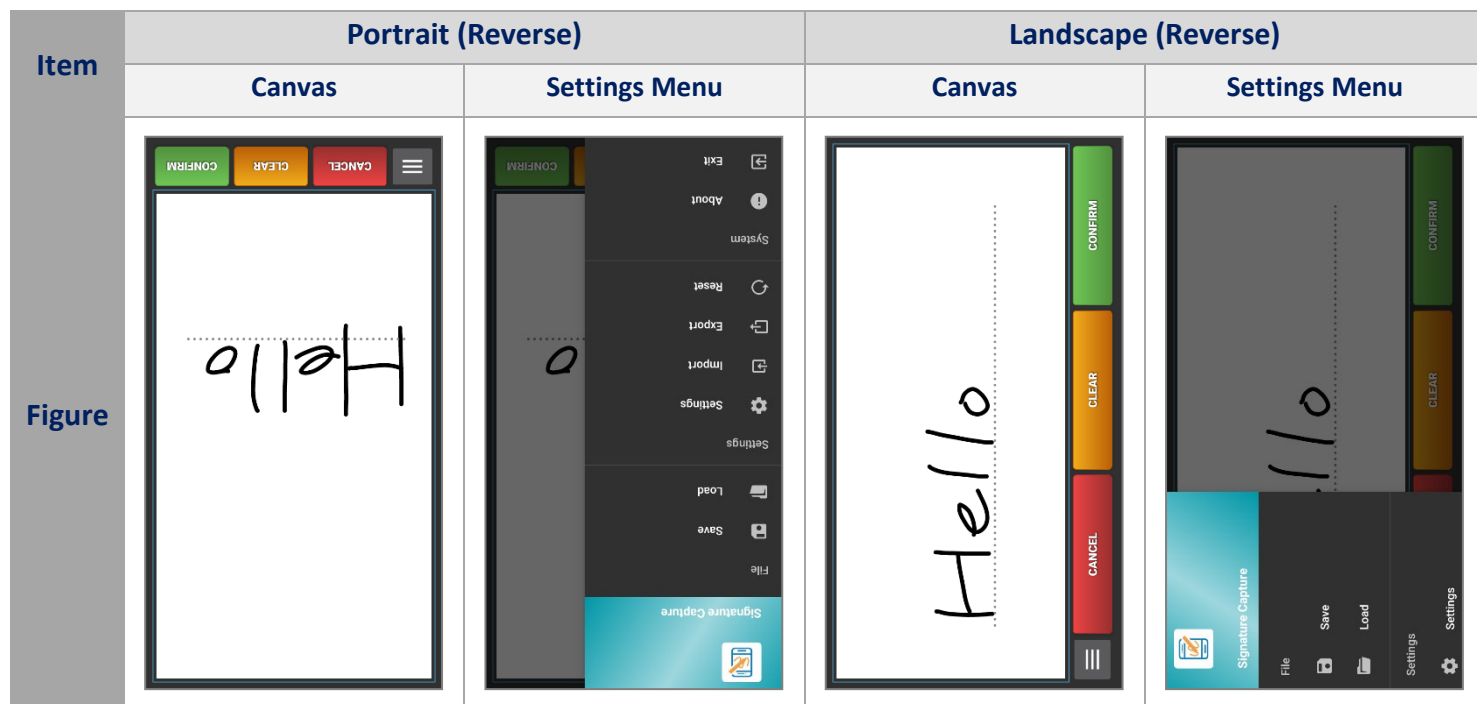 Item
Portrait (Reverse)
Landscape (Reverse)
Canvas
Settings Menu
Canvas
Settings Menu
Figure
Hello
CANCEL CLEAR CONFIRM
Signature Capture
File
Save
Load
Settings
Settings
Import
Export
Reset
System
About
Exit
o
CONFIRM
Hello
CANCEL CLEAR CONFIRM
Signature Capture
File
Save
Load
Settings
Settings
llo
CLEAR CONFIRM